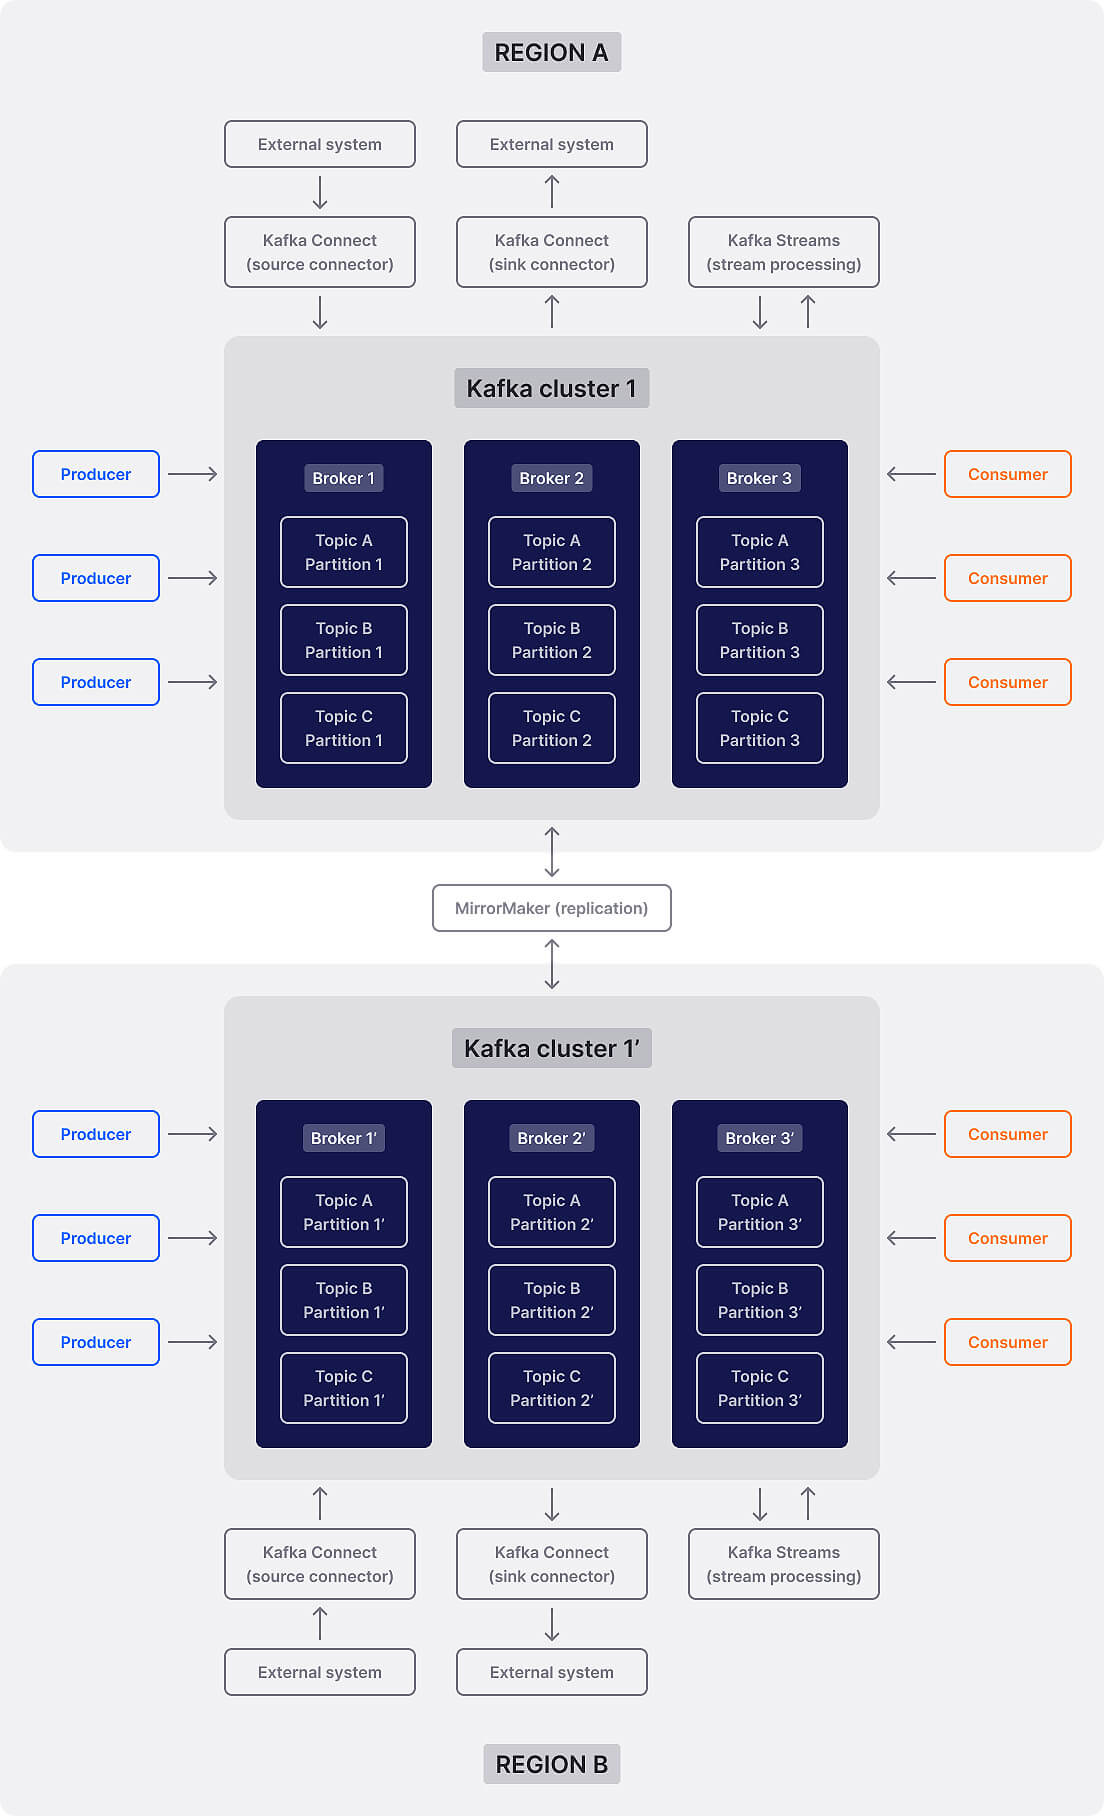 REGION A
External system
External system
Kafka Connect
(source connector)
Kafka Connect
(sink connector)
Kafka Streams
(stream processing)
Kafka cluster 1
Producer
Producer
Producer
Broker 1
Topic A
Partition 1
Topic B
Partition 1
Topic C
Partition 1
Broker 2
Topic A
Partition 2
Topic B
Partition 2
Topic C
Partition 2
Broker 3
Topic A
Partition 3
Topic B
Partition 3
Topic C
Partition 3
Consumer
Consumer
Consumer
MirrorMaker (replication)
Kafka cluster 1’
Producer
Producer
Producer
Broker 1’
Topic A
Partition 1’
Topic B
Partition 1’
Topic C
Partition 1’
Broker 2’
Topic A
Partition 2’
Topic B
Partition 2’
Topic C
Partition 2’
Broker 3’
Topic A
Partition 3’
Topic B
Partition 3’
Topic C
Partition 3’
Consumer
Consumer
Consumer
Kafka Connect
(source connector)
Kafka Connect
(sink connector)
Kafka Streams
(stream processing)
External system
External system
REGION B